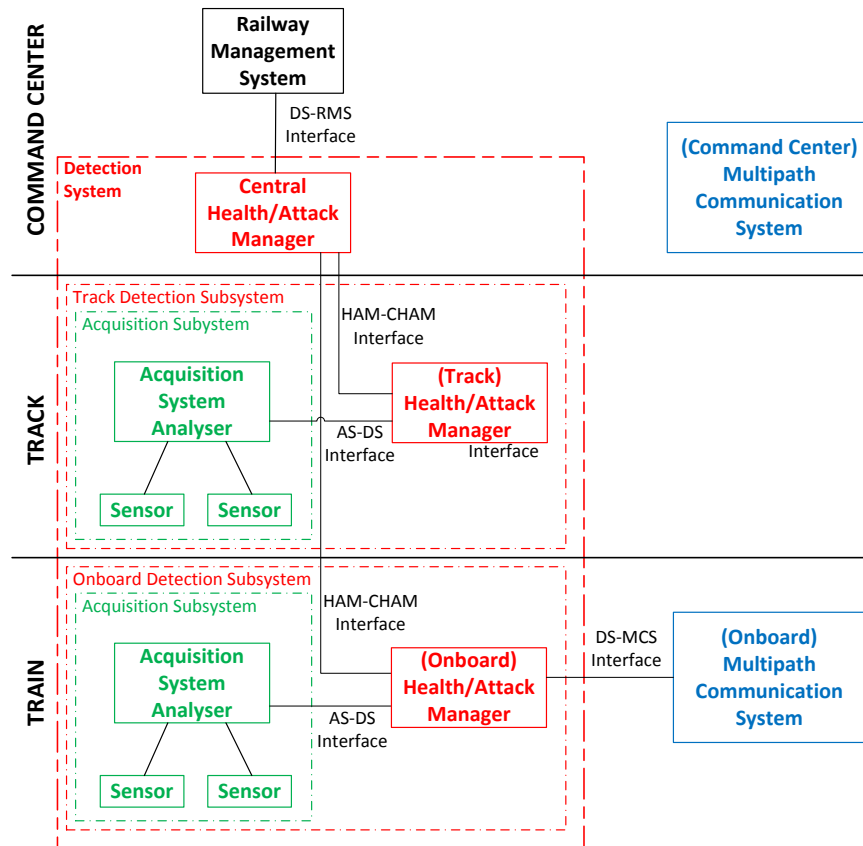 COMMAND CENTER
Railway
Management
System
DS-RMS
Interface
(Command Center)
Multipath
Communication
System
Detection
System
Central
Health/Attack
Manager
TRACK
Track Detection Subsystem
Acquisition Subsystem
HAM-CHAM
Interface
Acquisition
System
Analyser
(Track)
Health/Attack
Manager
AS-DS
Interface
Interface
Sensor
Sensor
TRAIN
Onboard Detection Subsystem
Acquisition Subsystem
HAM-CHAM
Interface
Acquisition
System
Analyser
(Onboard)
Health/Attack
Manager
DS-MCS
Interface
(Onboard)
Multipath
Communication
System
AS-DS
Interface
Sensor
Sensor